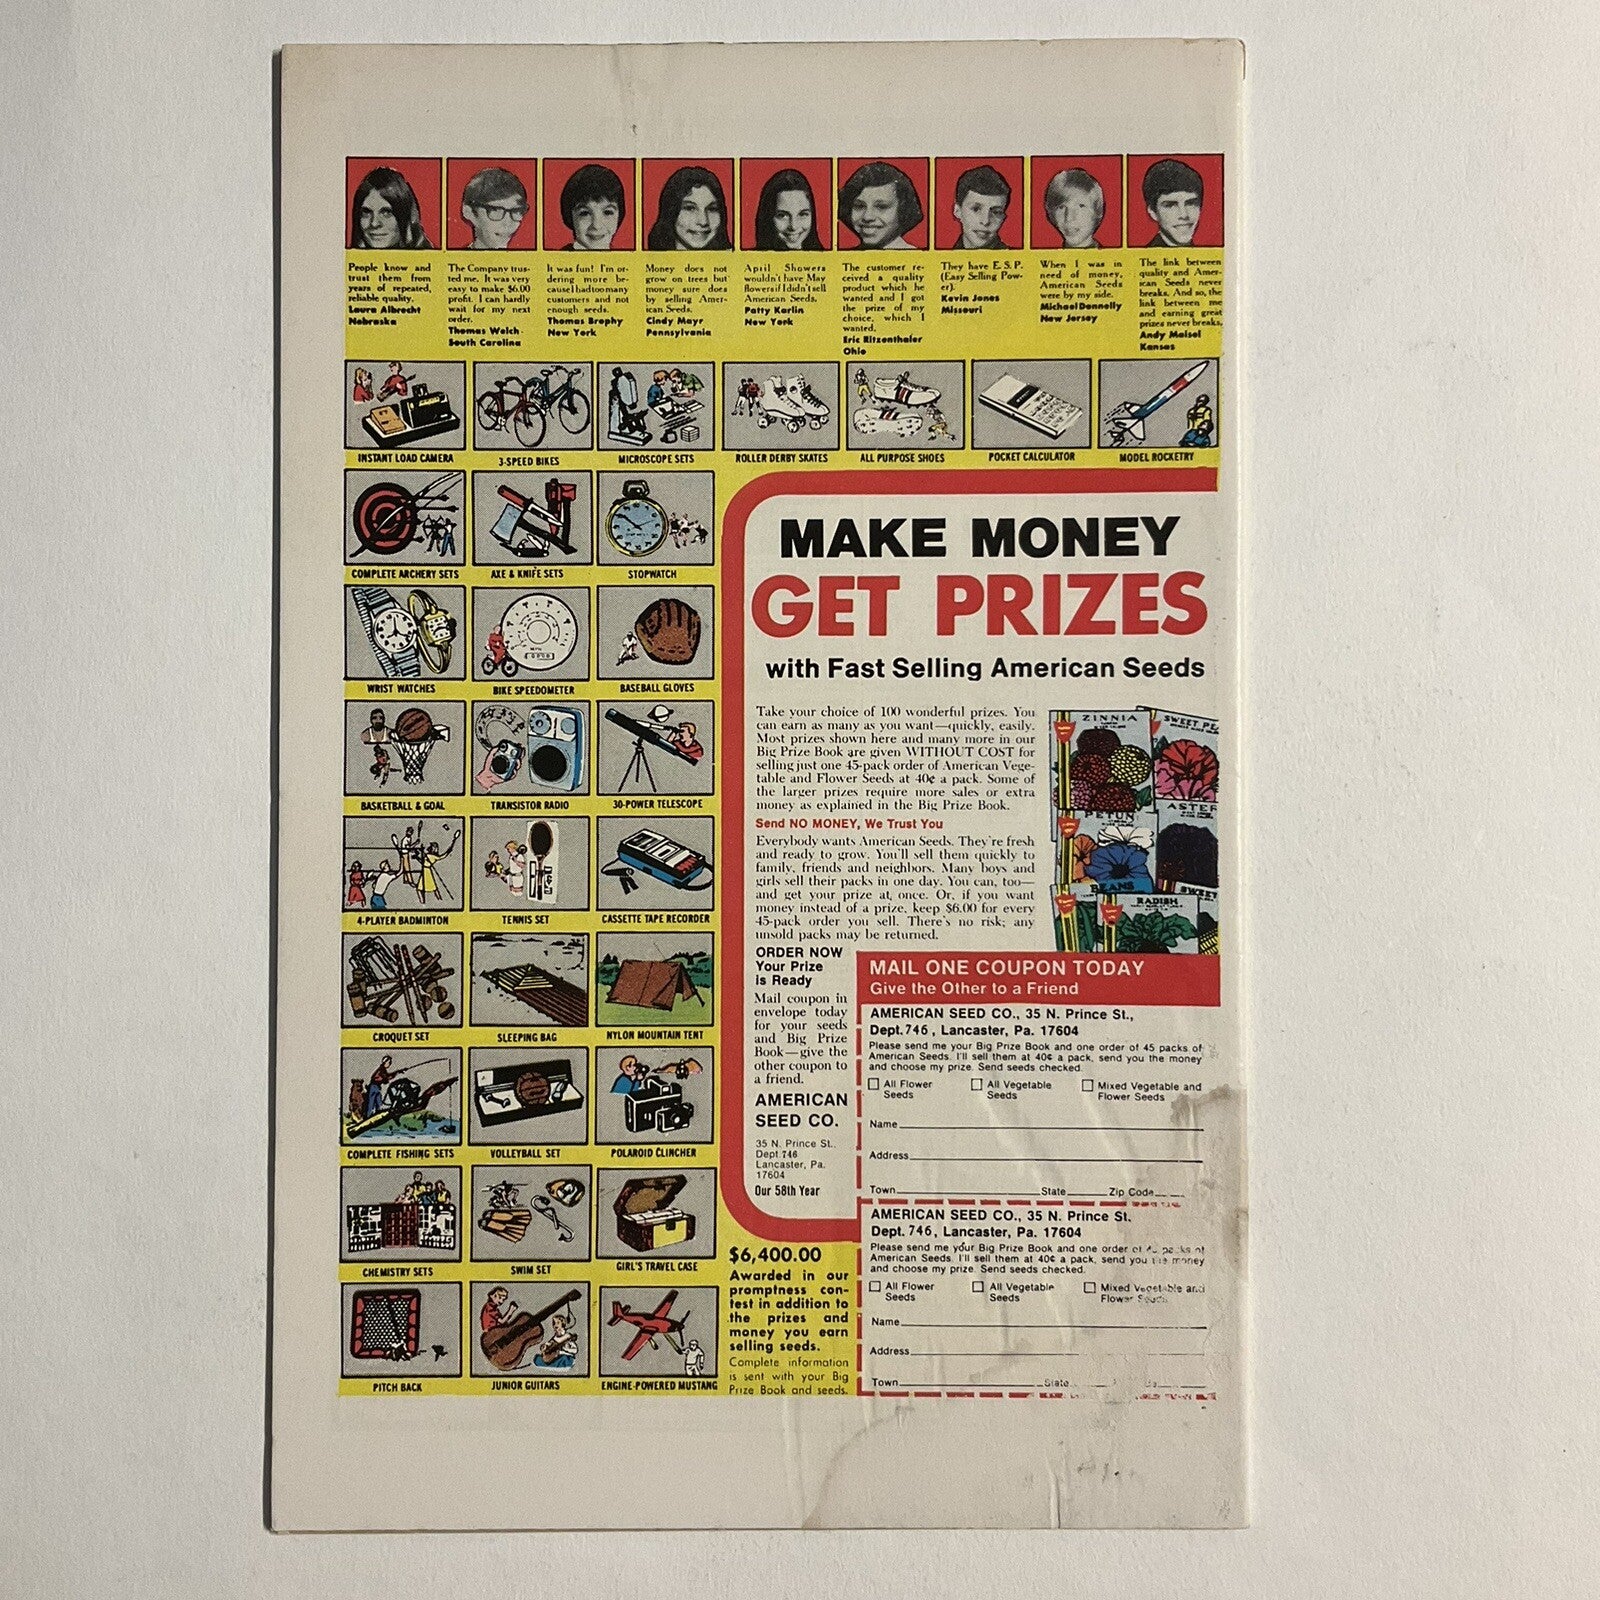 People know and
trust them from
years of repeated,
reliable quality.
Laura Albrecht
Nebraska
The Company trus-
ted me. It was very
easy to make $6.00
profit. I can hardly
wait for my next
order.
Thomas Welch
South Carolina
It was fun! I'm or-
dering more be-
cause I had too many
customers and not
enough seeds.
Thomas Brophy
New York
Money does not
grow on trees but
money sure does
by selling Amer-
ican Seeds.
Cindy Mayr
Pennsylvania
April Showers
wouldn't have May
flowers if I didn't sell
American Seeds.
Patty Karlin
New York
The customer re-
ceived a quality
product which he
wanted and I got
the prize of my
choice, which I
wanted.
Eric Ritzenthaler
Ohio
They have E.S.P.
(Easy Selling Pow-
er).
Kevin Jones
Missouri
When I was in
need of money,
American Seeds
were by my side.
Michael Donnelly
New Jersey
The link between
quality and Amer-
ican Seeds never
breaks. And so, the
link between me
and earning great
prizes never breaks.
Andy Maisel
Kansas
INSTANT LOAD CAMERA
3-SPEED BIKES
MICROSCOPE SETS
ROLLER DERBY SKATES
ALL PURPOSE SHOES
POCKET CALCULATOR
MODEL ROCKETRY
COMPLETE ARCHERY SETS
AXE & KNIFE SETS
STOPWATCH
WRIST WATCHES
BIKE SPEEDOMETER
BASEBALL GLOVES
BASKETBALL & GOAL
TRANSISTOR RADIO
30-POWER TELESCOPE
4-PLAYER BADMINTON
TENNIS SET
CASSETTE TAPE RECORDER
CROQUET SET
SLEEPING BAG
NYLON MOUNTAIN TENT
COMPLETE FISHING SETS
VOLLEYBALL SET
POLAROID CLINCHER
CHEMISTRY SETS
SWIM SET
GIRL'S TRAVEL CASE
PITCH BACK
JUNIOR GUITARS
ENGINE-POWERED MUSTANG
MAKE MONEY
GET PRIZES
with Fast Selling American Seeds
Take your choice of 100 wonderful prizes. You
can earn as many as you want—quickly, easily.
Most prizes shown here and many more in our
Big Prize Book are given WITHOUT COST for
selling just one 45-pack order of American Vege-
table and Flower Seeds at 40¢ a pack. Some of
the larger prizes require more sales or extra
money as explained in the Big Prize Book.
Send NO MONEY, We Trust You
Everybody wants American Seeds. They're fresh
and ready to grow. You'll sell them quickly to
family, friends and neighbors. Many boys and
girls sell their packs in one day. You can, too—
and get your prize at once. Or, if you want
money instead of a prize, keep $6.00 for every
45-pack order you sell. There's no risk; any
unsold packs may be returned.
ZINNIA
SWEET PE
ASTER
PETUN
BEANS
SWEET
RADISH
ORDER NOW
Your Prize
is Ready
Mail coupon in
envelope today
for your seeds
and Big Prize
Book—give the
other coupon to
a friend.
AMERICAN
SEED CO.
35 N. Prince St.,
Dept. 746
Lancaster, Pa.
17604
Our 58th Year
MAIL ONE COUPON TODAY
Give the Other to a Friend
AMERICAN SEED CO., 35 N. Prince St.,
Dept. 746, Lancaster, Pa. 17604
Please send me your Big Prize Book and one order of 45 packs of
American Seeds. I'll sell them at 40¢ a pack, send you the money
and choose my prize. Send seeds checked.
All Flower
Seeds
All Vegetable
Seeds
Mixed Vegetable and
Flower Seeds
Name
Address
Town State Zip Code
AMERICAN SEED CO., 35 N. Prince St.
Dept. 746, Lancaster, Pa. 17604
Please send me your Big Prize Book and one order of 45 packs of
American Seeds. I'll sell them at 40¢ a pack, send you the money
and choose my prize. Send seeds checked.
All Flower
Seeds
All Vegetable
Seeds
Mixed Vegetable and
Flower Seeds
Name
Address
Town State
$6,400.00
Awarded in our
promptness con-
test in addition to
the prizes and
money you earn
selling seeds.
Complete information
is sent with your Big
Prize Book and seeds.